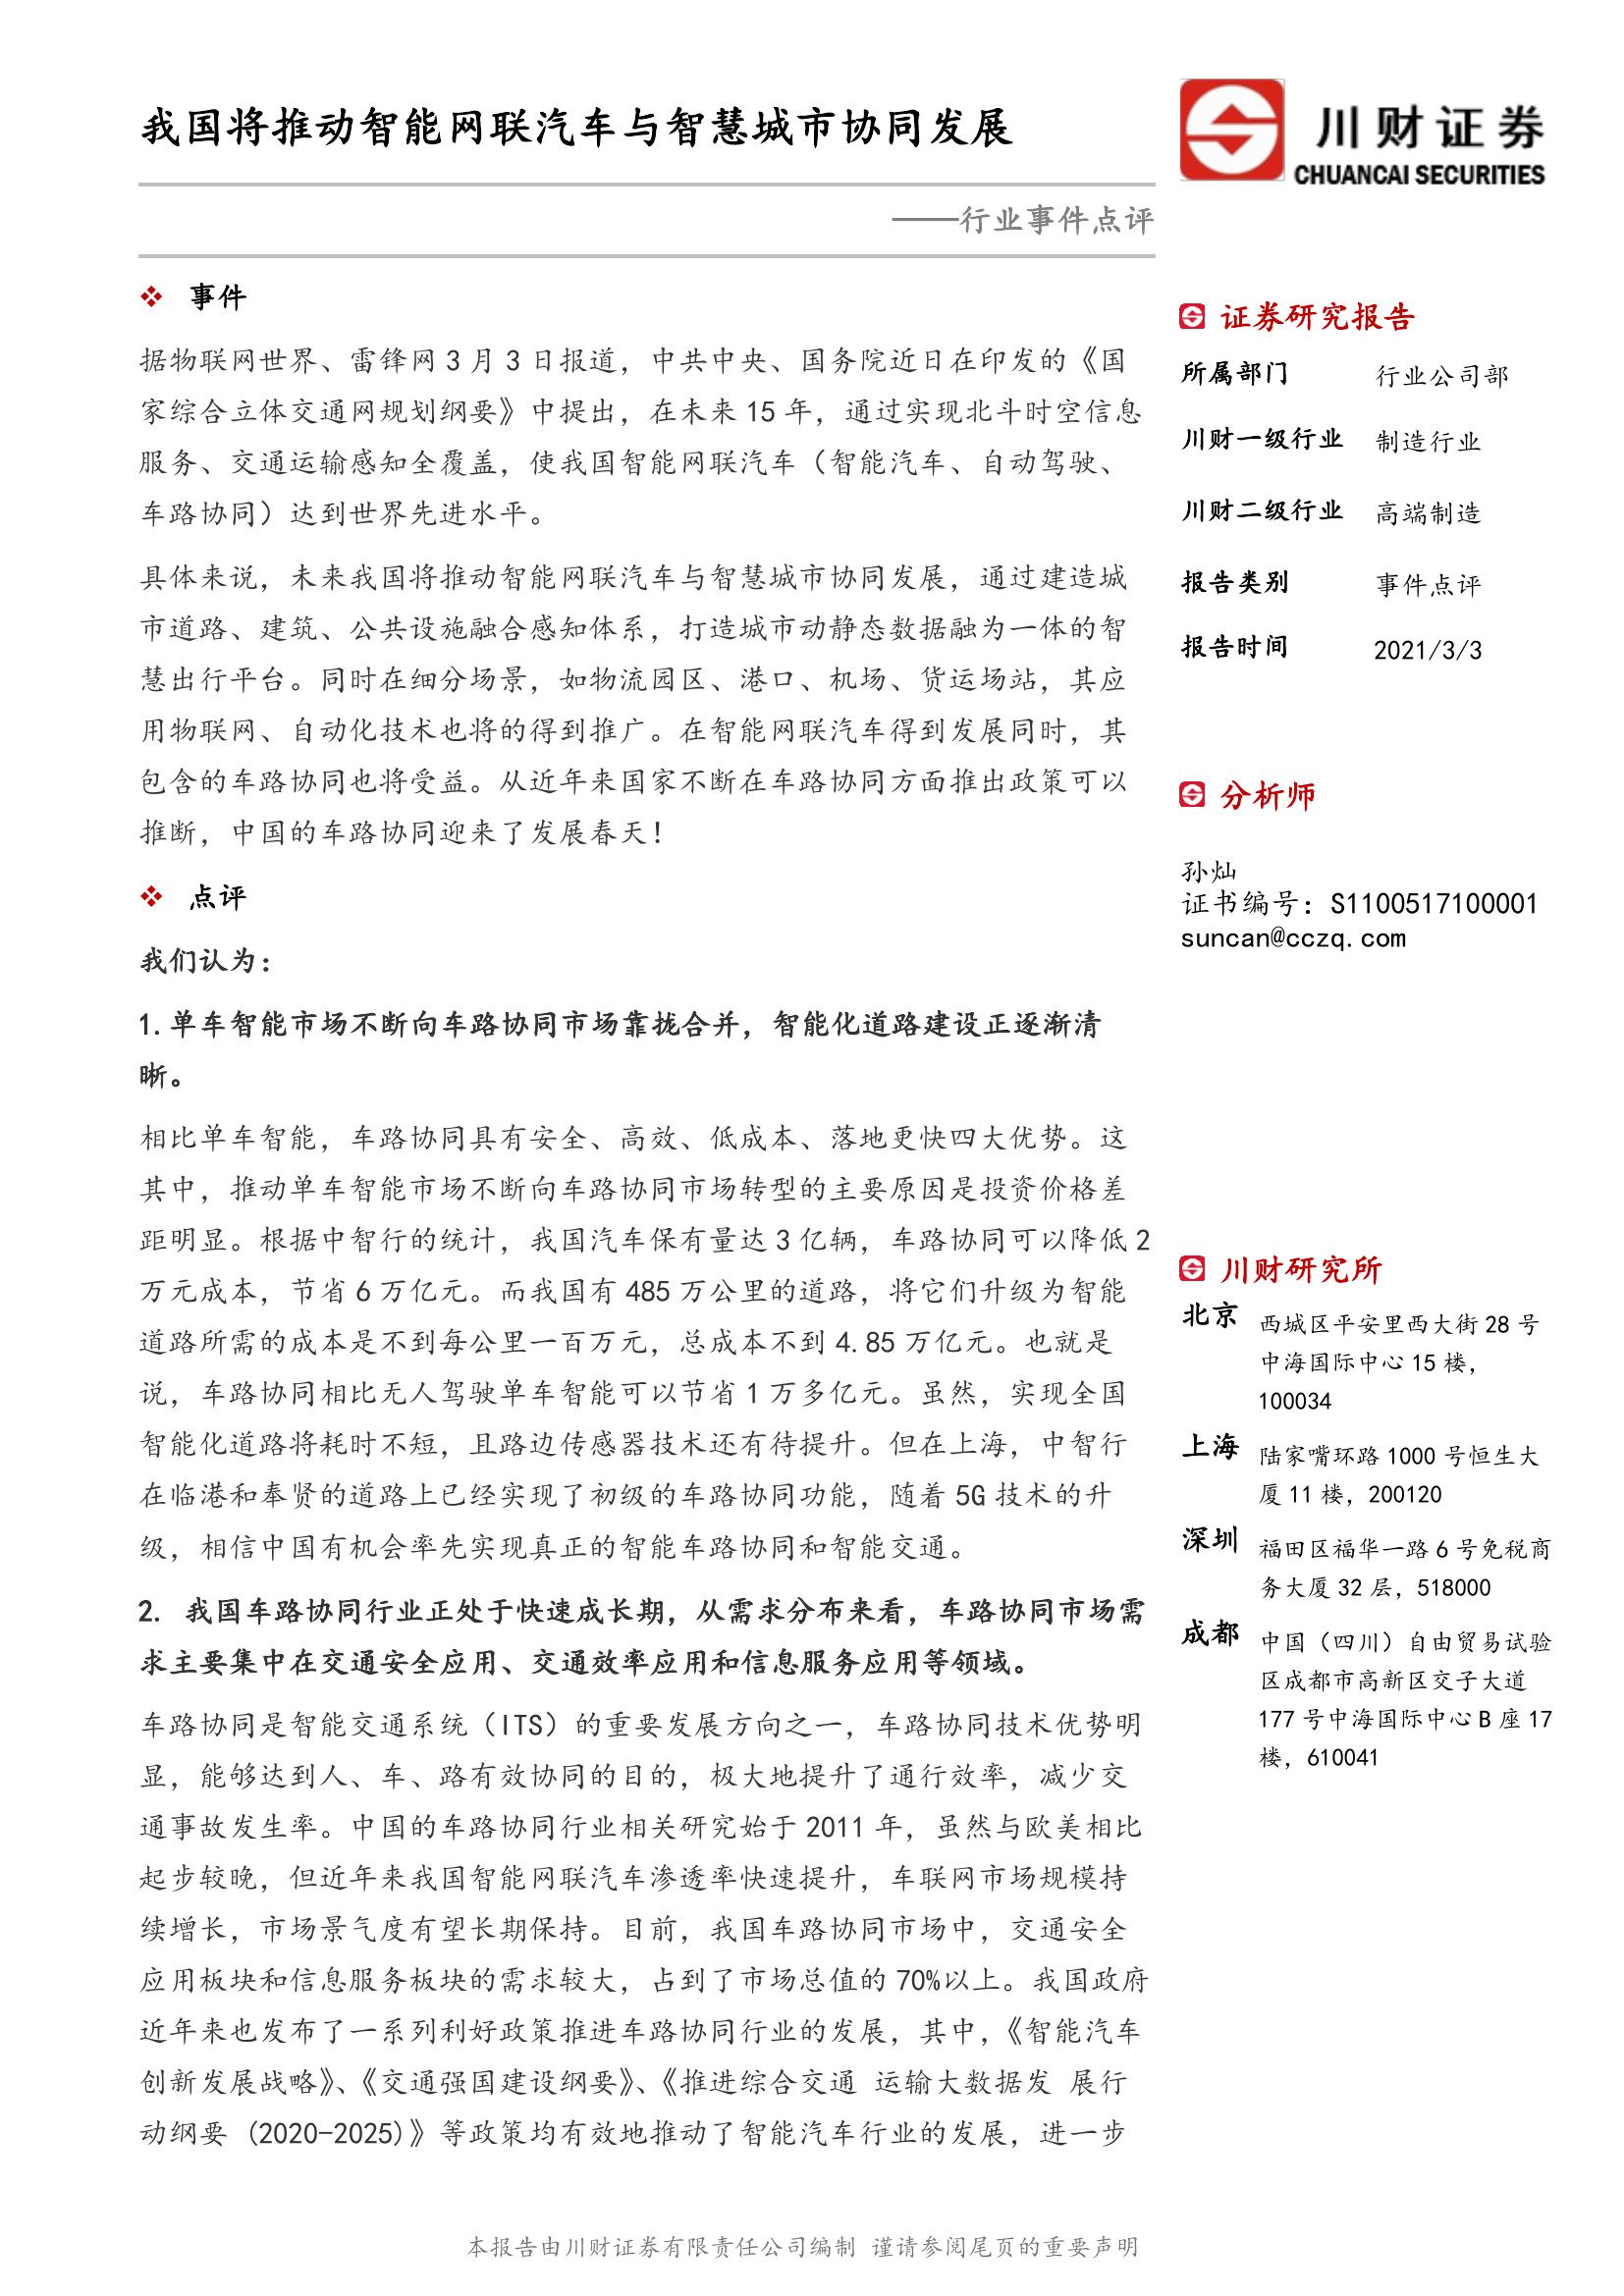 我国将推动智能网联汽车与智慧城市协同发展
川财证券
CHUANCAI SECURITIES
——行业事件点评
事件
据物联网世界、雷锋网 3 月 3 日报道，中共中央、国务院近日在印发的《国
家综合立体交通网规划纲要》中提出，在未来 15 年，通过实现北斗时空信息
服务、交通运输感知全覆盖，使我国智能网联汽车（智能汽车、自动驾驶、
车路协同）达到世界先进水平。
具体来说，未来我国将推动智能网联汽车与智慧城市协同发展，通过建造城
市道路、建筑、公共设施融合感知体系，打造城市动静态数据融为一体的智
慧出行平台。同时在细分场景，如物流园区、港口、机场、货运场站，其应
用物联网、自动化技术也将的得到推广。在智能网联汽车得到发展同时，其
包含的车路协同也将受益。从近年来国家不断在车路协同方面推出政策可以
推断，中国的车路协同迎来了发展春天！
点评
我们认为：
1.单车智能市场不断向车路协同市场靠拢合并，智能化道路建设正逐渐清
晰。
相比单车智能，车路协同具有安全、高效、低成本、落地更快四大优势。这
其中，推动单车智能市场不断向车路协同市场转型的主要原因是投资价格差
距明显。根据中智行的统计，我国汽车保有量达 3 亿辆，车路协同可以降低 2
万元成本，节省 6 万亿元。而我国有 485 万公里的道路，将它们升级为智能
道路所需的成本是不到每公里一百万元，总成本不到 4.85 万亿元。也就是
说，车路协同相比无人驾驶单车智能可以节省 1 万多亿元。虽然，实现全国
智能化道路将耗时不短，且路边传感器技术还有待提升。但在上海，中智行
在临港和奉贤的道路上已经实现了初级的车路协同功能，随着 5G 技术的升
级，相信中国有机会率先实现真正的智能车路协同和智能交通。
2. 我国车路协同行业正处于快速成长期，从需求分布来看，车路协同市场需
求主要集中在交通安全应用、交通效率应用和信息服务应用等领域。
车路协同是智能交通系统（ITS）的重要发展方向之一，车路协同技术优势明
显，能够达到人、车、路有效协同的目的，极大地提升了通行效率，减少交
通事故发生率。中国的车路协同行业相关研究始于 2011 年，虽然与欧美相比
起步较晚，但近年来我国智能网联汽车渗透率快速提升，车联网市场规模持
续增长，市场景气度有望长期保持。目前，我国车路协同市场中，交通安全
应用板块和信息服务板块的需求较大，占到了市场总值的 70%以上。我国政府
近年来也发布了一系列利好政策推进车路协同行业的发展，其中，《智能汽车
创新发展战略》、《交通强国建设纲要》、《推进综合交通 运输大数据发 展行
动纲要 (2020-2025)》等政策均有效地推动了智能汽车行业的发展，进一步
证券研究报告
所属部门 行业公司部
川财一级行业 制造行业
川财二级行业 高端制造
报告类别 事件点评
报告时间 2021/3/3
分析师
孙灿
证书编号：S1100517100001
suncan@cczq.com
川财研究所
北京 西城区平安里西大街 28 号
中海国际中心 15 楼，
100034
上海 陆家嘴环路 1000 号恒生大
厦 11 楼，200120
深圳 福田区福华一路 6 号免税商
务大厦 32 层，518000
成都 中国（四川）自由贸易试验
区成都市高新区交子大道
177 号中海国际中心 B 座 17
楼，610041
本报告由川财证券有限责任公司编制 谨请参阅尾页的重要声明